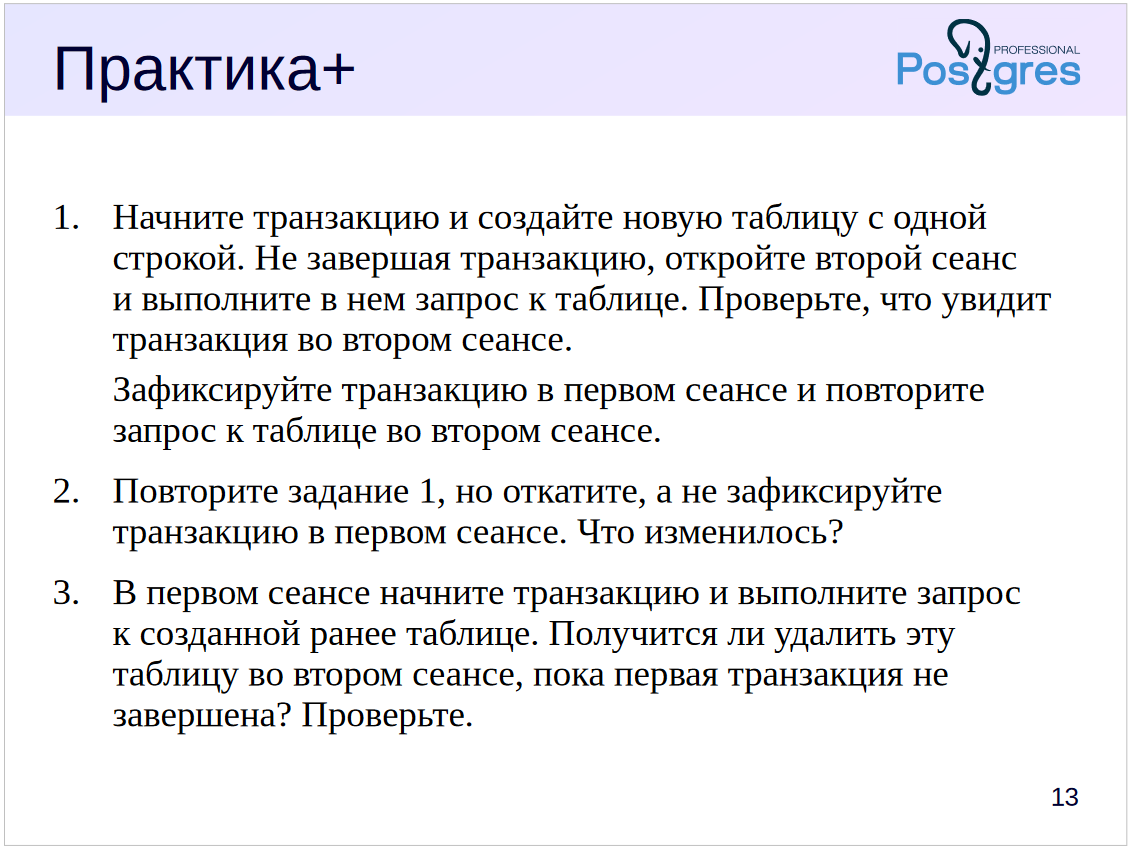 Практика+
PROFESSIONAL
Postgres
1. Начните транзакцию и создайте новую таблицу с одной
строкой. Не завершая транзакцию, откройте второй сеанс
и выполните в нем запрос к таблице. Проверьте, что увидит
транзакция во втором сеансе.
Зафиксируйте транзакцию в первом сеансе и повторите
запрос к таблице во втором сеансе.
2. Повторите задание 1, но откатите, а не зафиксируйте
транзакцию в первом сеансе. Что изменилось?
3. В первом сеансе начните транзакцию и выполните запрос
к созданной ранее таблице. Получится ли удалить эту
таблицу во втором сеансе, пока первая транзакция не
завершена? Проверьте.
13